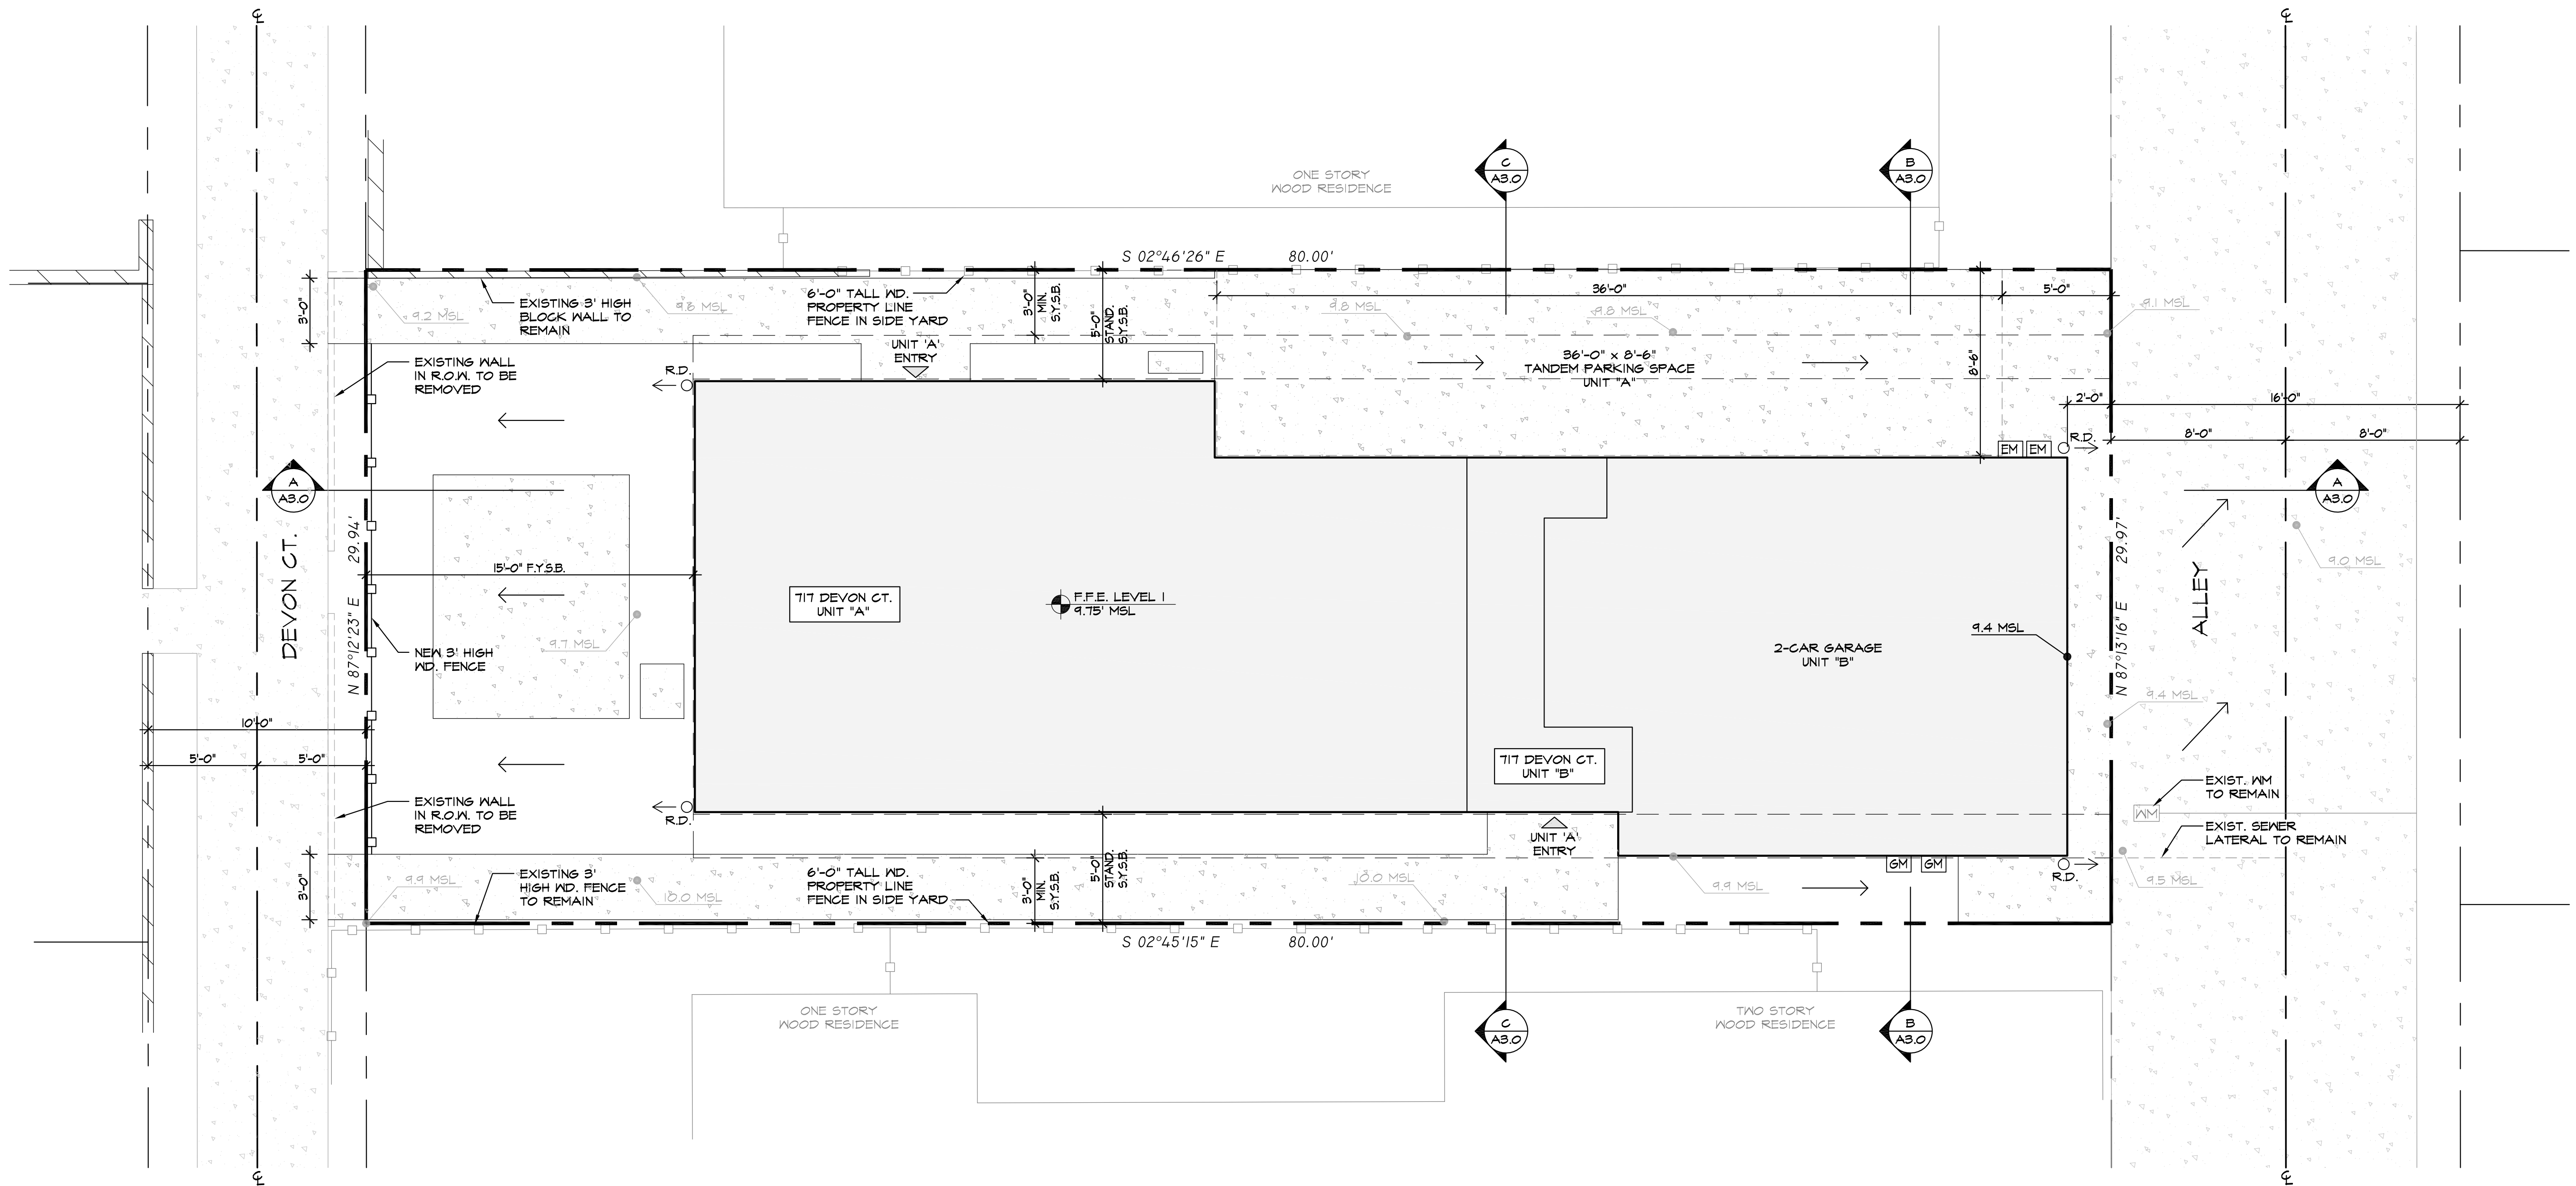 ℄
℄
C
A3.0
B
A3.0
ONE STORY
WOOD RESIDENCE
S 02°46'26" E 80.00'
3'-0"
9.2 MSL
EXISTING 3' HIGH
BLOCK WALL TO
REMAIN
9.6 MSL
6'-0" TALL WD.
PROPERTY LINE
FENCE IN SIDE YARD
3'-0"
MIN.
S.Y.S.B.
5'-0"
STAND.
S.Y.S.B.
36'-0"
5'-0"
9.8 MSL
9.8 MSL
9.1 MSL
UNIT 'A'
ENTRY
EXISTING WALL
IN R.O.W. TO BE
REMOVED
R.D.
36'-0" x 8'-6"
TANDEM PARKING SPACE
UNIT "A"
8'-6"
2'-0"
16'-0"
8'-0"
8'-0"
EM
EM
R.D.
A
A3.0
A
A3.0
DEVON CT.
N 87°12'23" E 29.94'
15'-0" F.Y.S.B.
9.7 MSL
NEW 3' HIGH
WD. FENCE
717 DEVON CT.
UNIT "A"
F.F.E. LEVEL 1
9.75' MSL
2-CAR GARAGE
UNIT "B"
9.4 MSL
N 87°13'16" E 29.97'
ALLEY
9.0 MSL
9.4 MSL
10'-0"
5'-0"
5'-0"
717 DEVON CT.
UNIT "B"
EXIST. WM
TO REMAIN
WM
EXIST. SEWER
LATERAL TO REMAIN
EXISTING WALL
IN R.O.W. TO BE
REMOVED
R.D.
UNIT 'A'
ENTRY
3'-0"
9.9 MSL
EXISTING 3'
HIGH WD. FENCE
TO REMAIN
10.0 MSL
6'-0" TALL WD.
PROPERTY LINE
FENCE IN SIDE YARD
3'-0"
MIN.
S.Y.S.B.
5'-0"
STAND.
S.Y.S.B.
10.0 MSL
9.9 MSL
GM
GM
R.D.
9.5 MSL
S 02°45'15" E 80.00'
ONE STORY
WOOD RESIDENCE
C
A3.0
TWO STORY
WOOD RESIDENCE
B
A3.0
℄
℄